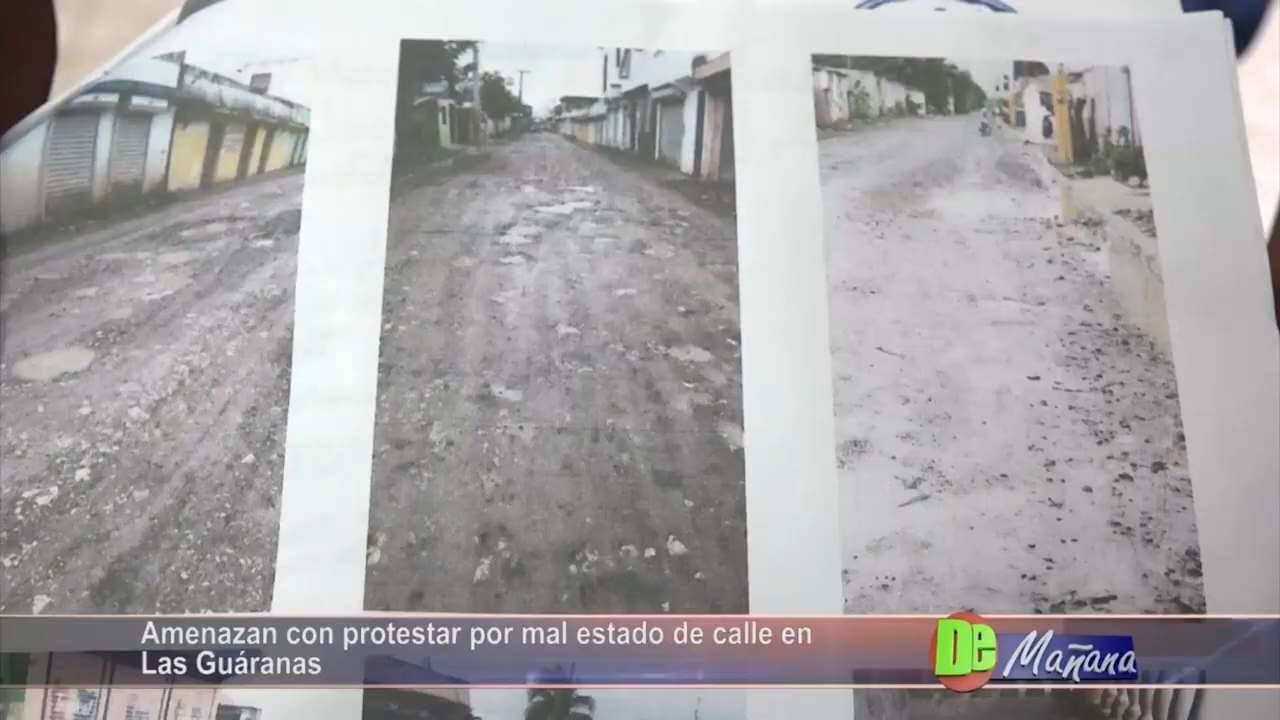 Amenazan con protestar por mal estado de calle en
Las Guáranas
De Mañana